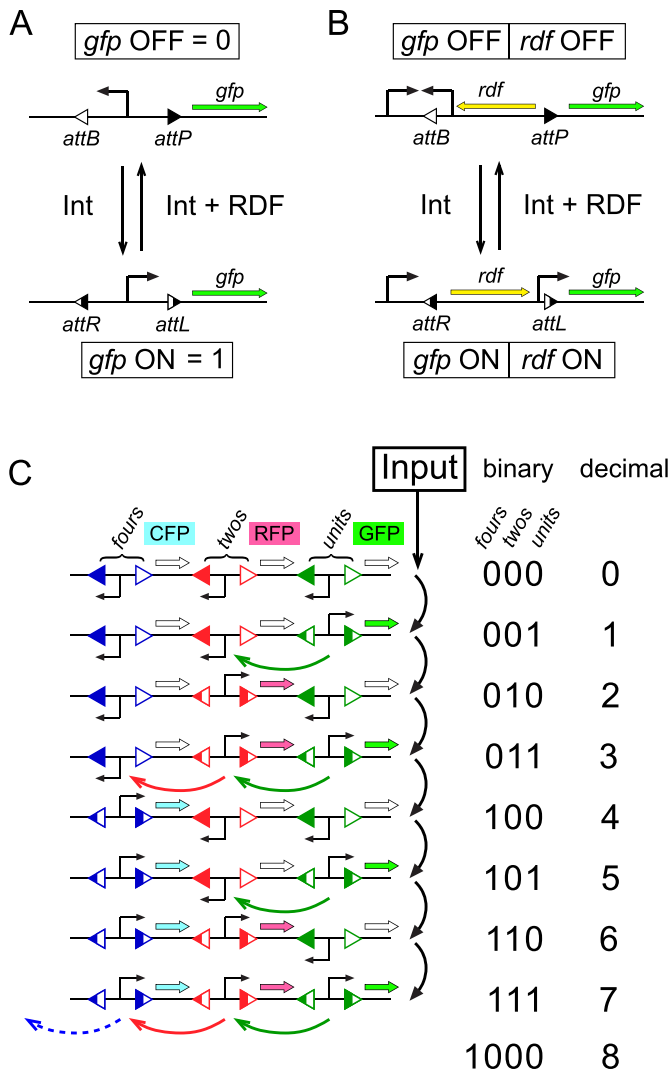 A
gfp OFF = 0
gfp
attB
attP
Int
Int + RDF
gfp
attR
attL
gfp ON = 1
B
gfp OFF rdf OFF
rdf
gfp
attB
attP
Int
Int + RDF
rdf
gfp
attR
attL
gfp ON rdf ON
C
Input
binary
decimal
fours
CFP
twos
RFP
units
GFP
fours
twos
units
000 0
001 1
010 2
011 3
100 4
101 5
110 6
111 7
1000 8